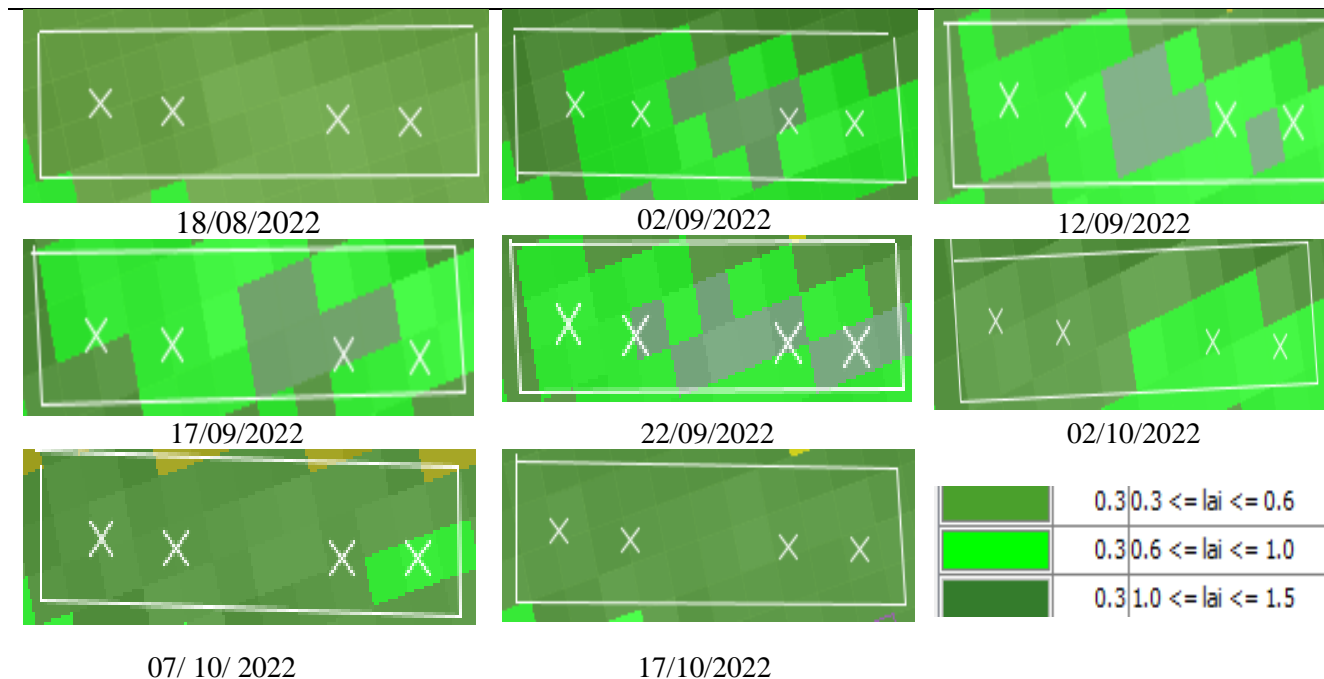 18/08/2022
02/09/2022
12/09/2022
17/09/2022
22/09/2022
02/10/2022
07/ 10/ 2022
17/10/2022
0.3 0.3 <= lai <= 0.6
0.3 0.6 <= lai <= 1.0
0.3 1.0 <= lai <= 1.5